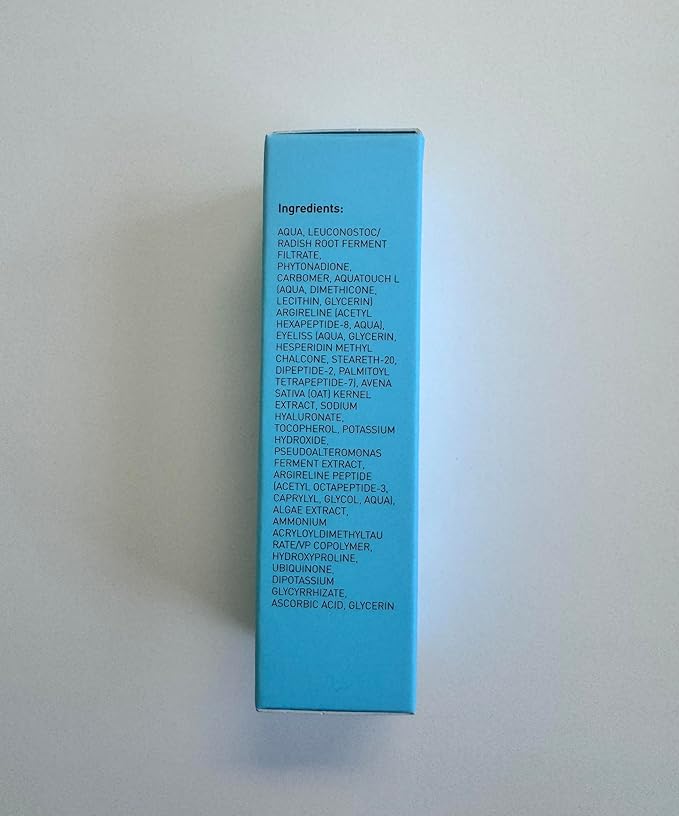 Ingredients:
AQUA, LEUCONOSTOC/
RADISH ROOT FERMENT
FILTRATE,
PHYTONADIONE,
CARBOMER, AQUATOUCH L
(AQUA, DIMETHICONE,
LECITHIN, GLYCERIN)
ARGIRELINE (ACETYL
HEXAPEPTIDE-8, AQUA),
EYELISS (AQUA, GLYCERIN,
HESPERIDIN METHYL
CHALCONE, STEARETH-20,
DIPEPTIDE-2, PALMITOYL
TETRAPEPTIDE-7), AVENA
SATIVA (OAT) KERNEL
EXTRACT, SODIUM
HYALURONATE,
TOCOPHEROL, POTASSIUM
HYDROXIDE,
PSEUDOALTEROMONAS
FERMENT EXTRACT,
ARGIRELINE PEPTIDE
(ACETYL OCTAPEPTIDE-3,
CAPRYLYL, GLYCOL, AQUA),
ALGAE EXTRACT,
AMMONIUM
ACRYLOYLDIMETHYLTAU
RATE/VP COPOLYMER,
HYDROXYPROLINE,
UBIQUINONE,
DIPOTASSIUM
GLYCYRRHIZATE,
ASCORBIC ACID, GLYCERIN